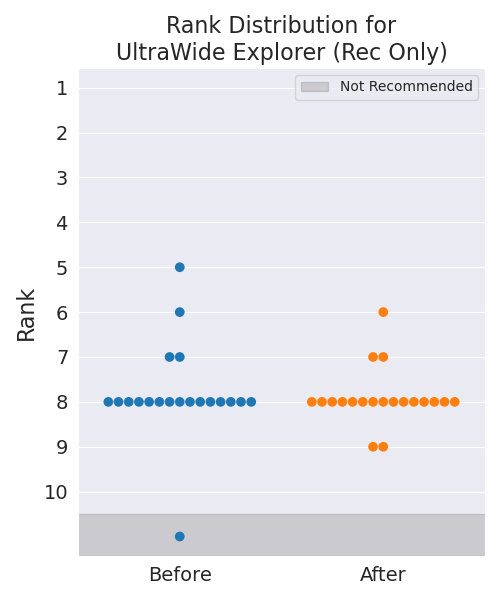 Rank Distribution for
UltraWide Explorer (Rec Only)
Not Recommended
1
2
3
4
5
6
7
8
9
10
Rank
Before
After